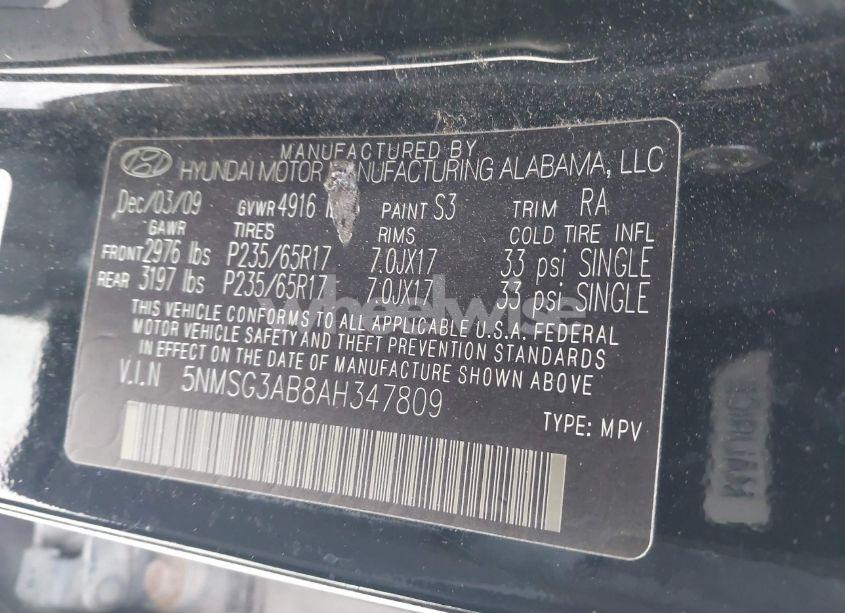 MANUFACTURED BY
HYUNDAI MOTOR MANUFACTURING ALABAMA, LLC
Dec/03/09 GVWR 4916 PAINT S3 TRIM RA
GAWR TIRES RIMS COLD TIRE INFL
FRONT 2976 lbs P235/65R17 7.0JX17 33 psi SINGLE
REAR 3197 lbs P235/65R17 7.0JX17 33 psi SINGLE
THIS VEHICLE CONFORMS TO ALL APPLICABLE U.S.A. FEDERAL
MOTOR VEHICLE SAFETY AND THEFT PREVENTION STANDARDS
IN EFFECT ON THE DATE OF MANUFACTURE SHOWN ABOVE
V.I.N 5NMSG3AB8AH347809
TYPE: MPV
wheelwise